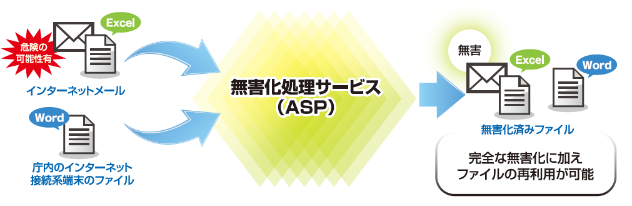 危険の
可能性有
Excel
インターネットメール
Word
庁内のインターネット
接続系端末のファイル
無害化処理サービス
（ASP）
無害
Excel
Word
無害化済みファイル
完全な無害化に加え
ファイルの再利用が可能